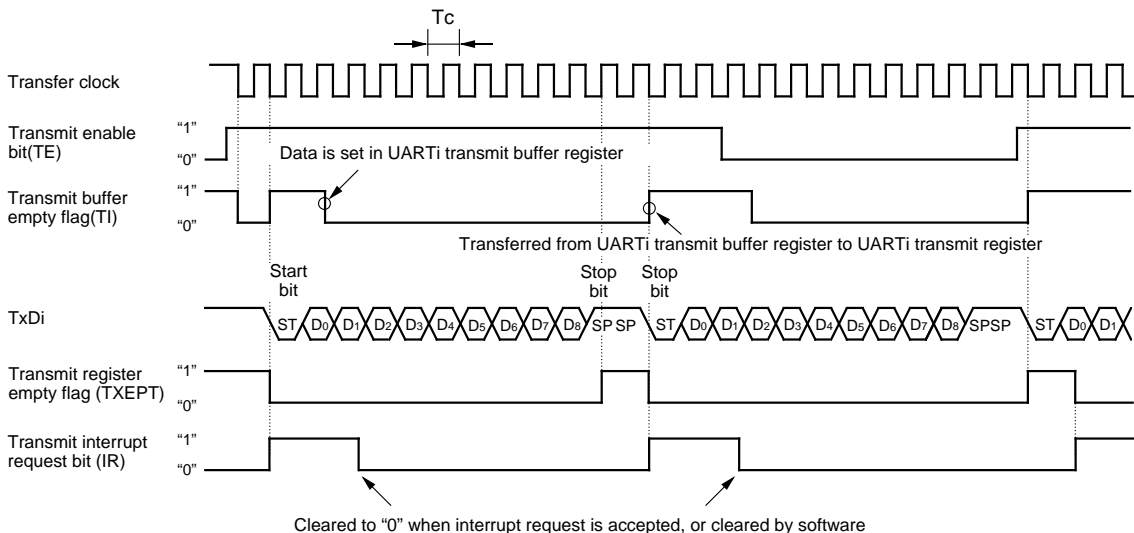 Tc
Transfer clock
Transmit enable
bit(TE)
“1”
“0”
Data is set in UARTi transmit buffer register
Transmit buffer
empty flag(TI)
“1”
“0”
Transferred from UARTi transmit buffer register to UARTi transmit register
Start
bit
Stop
bit
Stop
bit
TxDi
ST D0 D1 D2 D3 D4 D5 D6 D7 D8 SP SP ST D0 D1 D2 D3 D4 D5 D6 D7 D8 SPSP ST D0 D1
Transmit register
empty flag (TXEPT)
“1”
“0”
Transmit interrupt
request bit (IR)
“1”
“0”
Cleared to “0” when interrupt request is accepted, or cleared by software